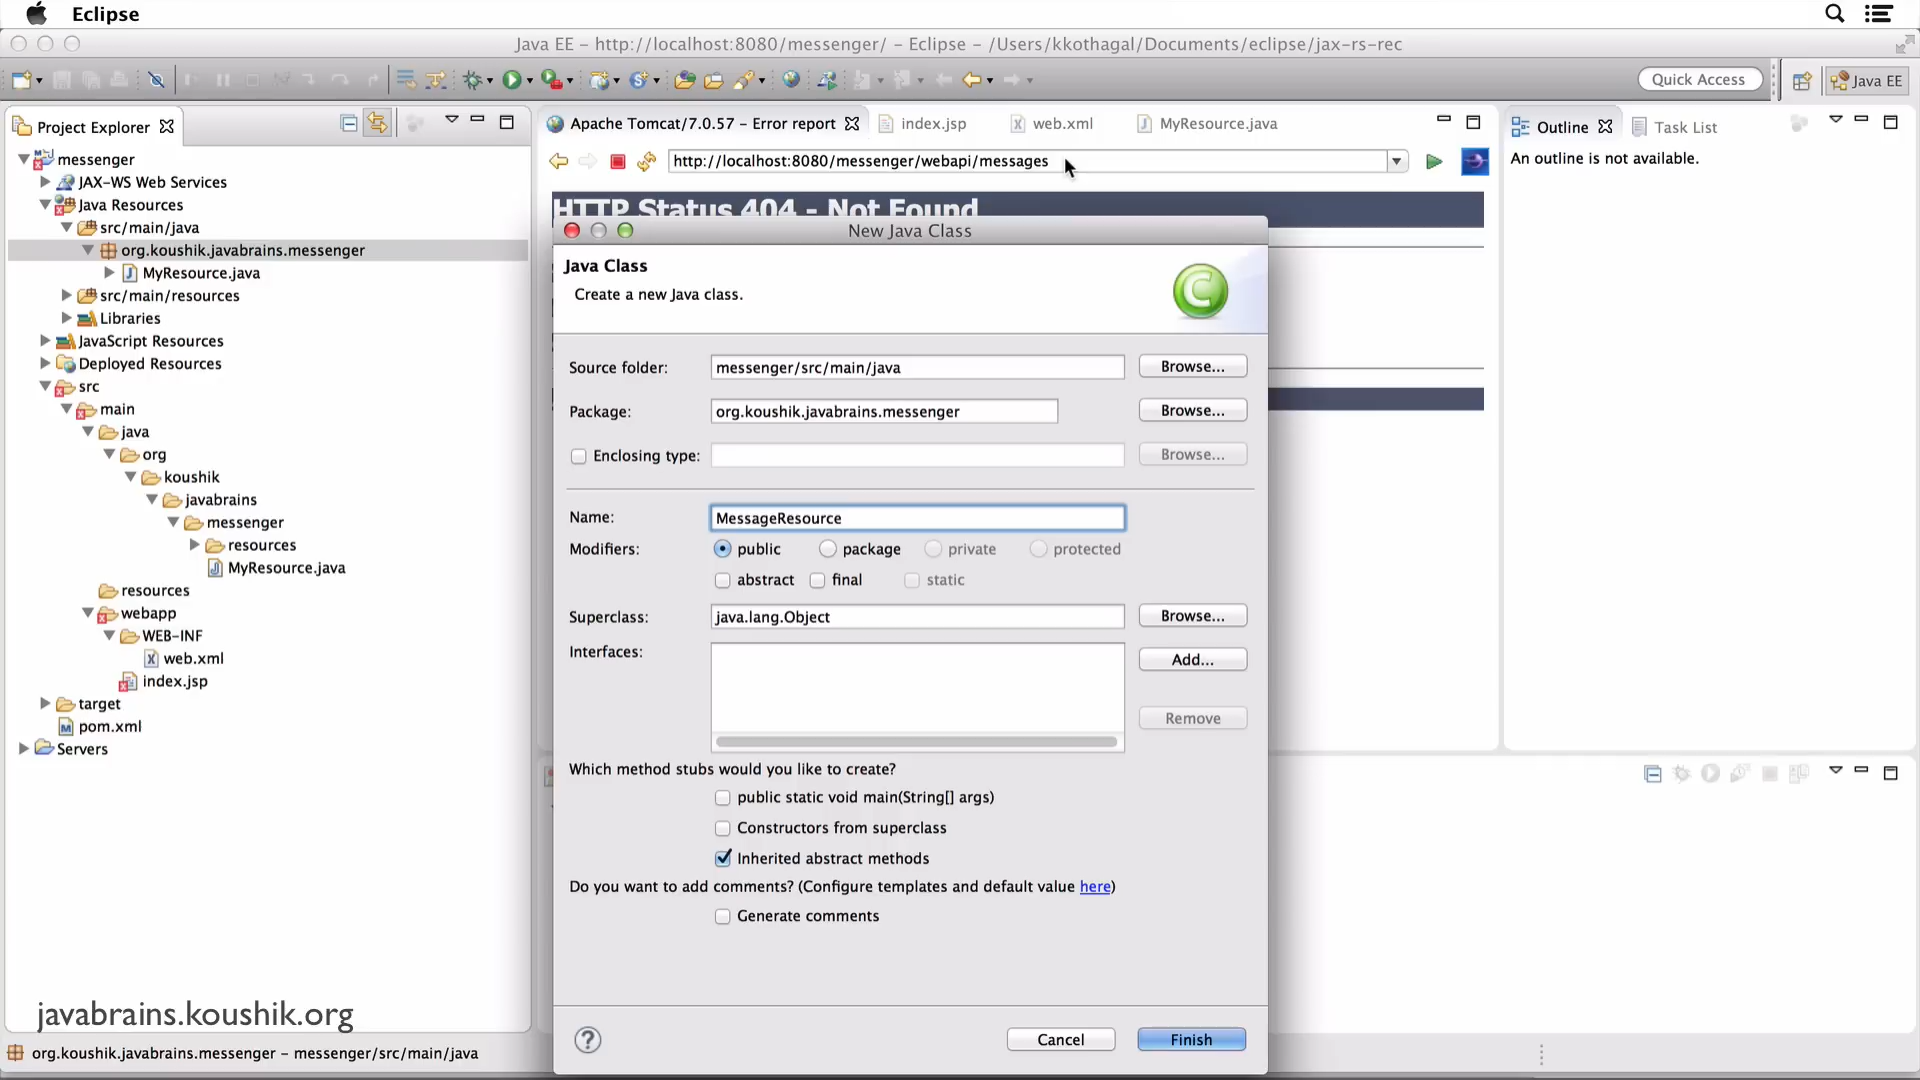 Eclipse
Java EE – http://localhost:8080/messenger/ – Eclipse – /Users/kkothagal/Documents/eclipse/jax-rs-rec
Quick Access
Java EE
Project Explorer
messenger
JAX-WS Web Services
Java Resources
src/main/java
org.koushik.javabrains.messenger
MyResource.java
src/main/resources
Libraries
JavaScript Resources
Deployed Resources
src
main
java
org
koushik
javabrains
messenger
resources
MyResource.java
resources
webapp
WEB-INF
web.xml
index.jsp
target
pom.xml
Servers
Apache Tomcat/7.0.57 - Error report
index.jsp
web.xml
MyResource.java
http://localhost:8080/messenger/webapi/messages
HTTP Status 404 - Not Found
Outline
Task List
An outline is not available.
New Java Class
Java Class
Create a new Java class.
Source folder: messenger/src/main/java Browse...
Package: org.koushik.javabrains.messenger Browse...
Enclosing type: Browse...
Name: MessageResource
Modifiers: public package private protected
abstract final static
Superclass: java.lang.Object Browse...
Interfaces: Add...
Remove
Which method stubs would you like to create?
public static void main(String[] args)
Constructors from superclass
Inherited abstract methods
Do you want to add comments? (Configure templates and default value here)
Generate comments
Cancel Finish
javabrains.koushik.org
org.koushik.javabrains.messenger – messenger/src/main/java